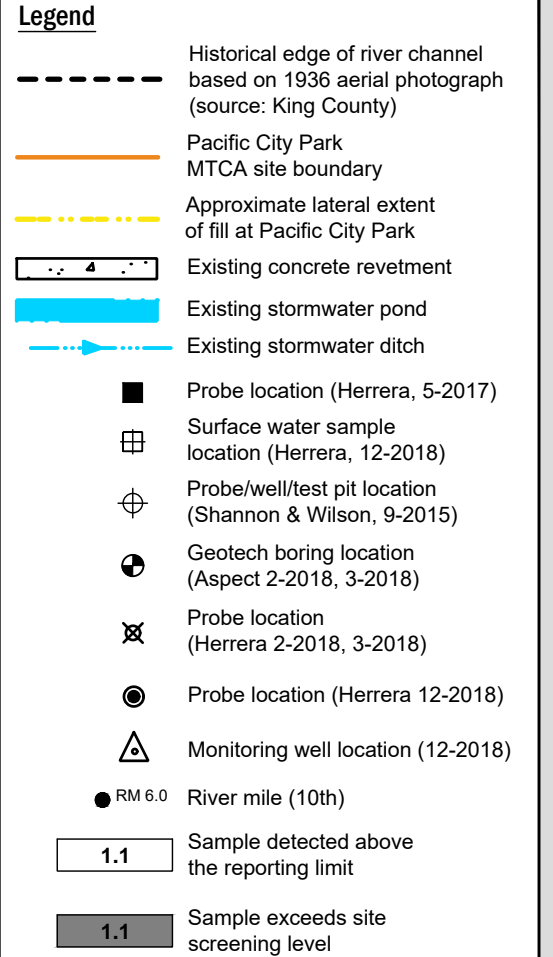 Legend
Historical edge of river channel
based on 1936 aerial photograph
(source: King County)
Pacific City Park
MTCA site boundary
Approximate lateral extent
of fill at Pacific City Park
Existing concrete revetment
Existing stormwater pond
Existing stormwater ditch
Probe location (Herrera, 5-2017)
Surface water sample
location (Herrera, 12-2018)
Probe/well/test pit location
(Shannon & Wilson, 9-2015)
Geotech boring location
(Aspect 2-2018, 3-2018)
Probe location
(Herrera 2-2018, 3-2018)
Probe location (Herrera 12-2018)
Monitoring well location (12-2018)
RM 6.0 River mile (10th)
1.1 Sample detected above
the reporting limit
1.1 Sample exceeds site
screening level